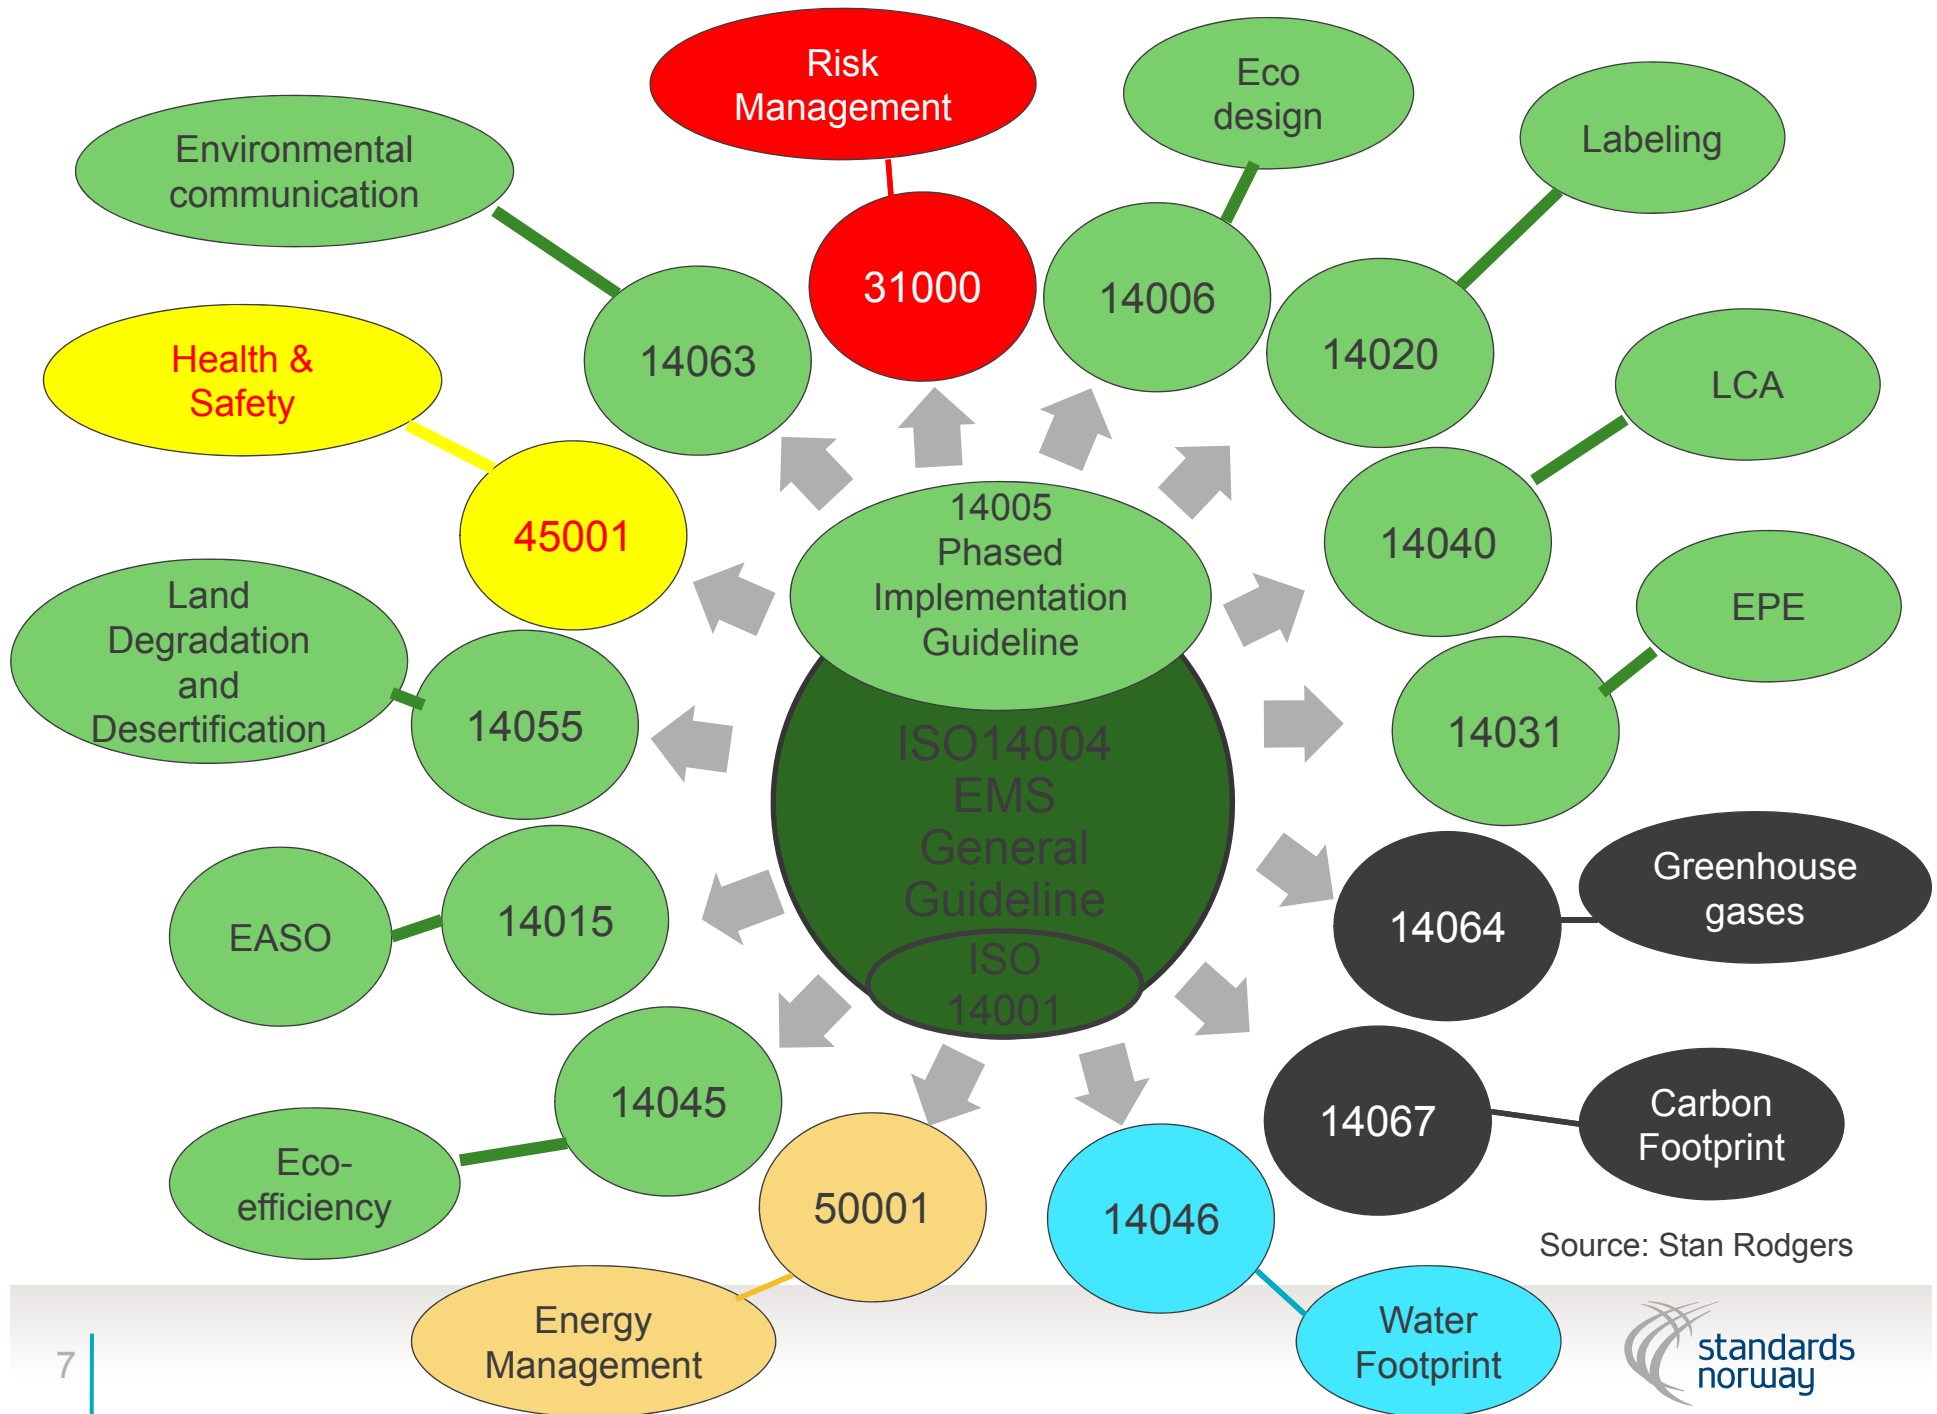 Risk
Management
31000
Eco
design
14006
Labeling
14020
LCA
14040
EPE
14031
Greenhouse
gases
14064
Carbon
Footprint
14067
Water
Footprint
14046
Energy
Management
50001
Eco-
efficiency
14045
EASO
14015
Land
Degradation
and
Desertification
14055
Health &
Safety
45001
Environmental
communication
14063
14005
Phased
Implementation
Guideline
ISO14004
EMS
General
Guideline
ISO
14001
Source: Stan Rodgers
7
standards
norway